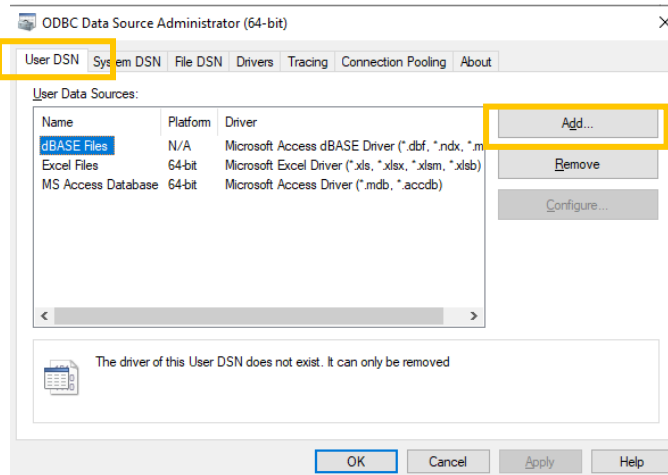 ODBC Data Source Administrator (64-bit)
User DSN System DSN File DSN Drivers Tracing Connection Pooling About
User Data Sources:
Name Platform Driver
dBASE Files N/A Microsoft Access dBASE Driver (*.dbf, *.ndx, *.m
Excel Files 64-bit Microsoft Excel Driver (*.xls, *.xlsx, *.xlsm, *.xlsb)
MS Access Database 64-bit Microsoft Access Driver (*.mdb, *.accdb)
Add...
Remove
Configure...
The driver of this User DSN does not exist. It can only be removed
OK Cancel Apply Help